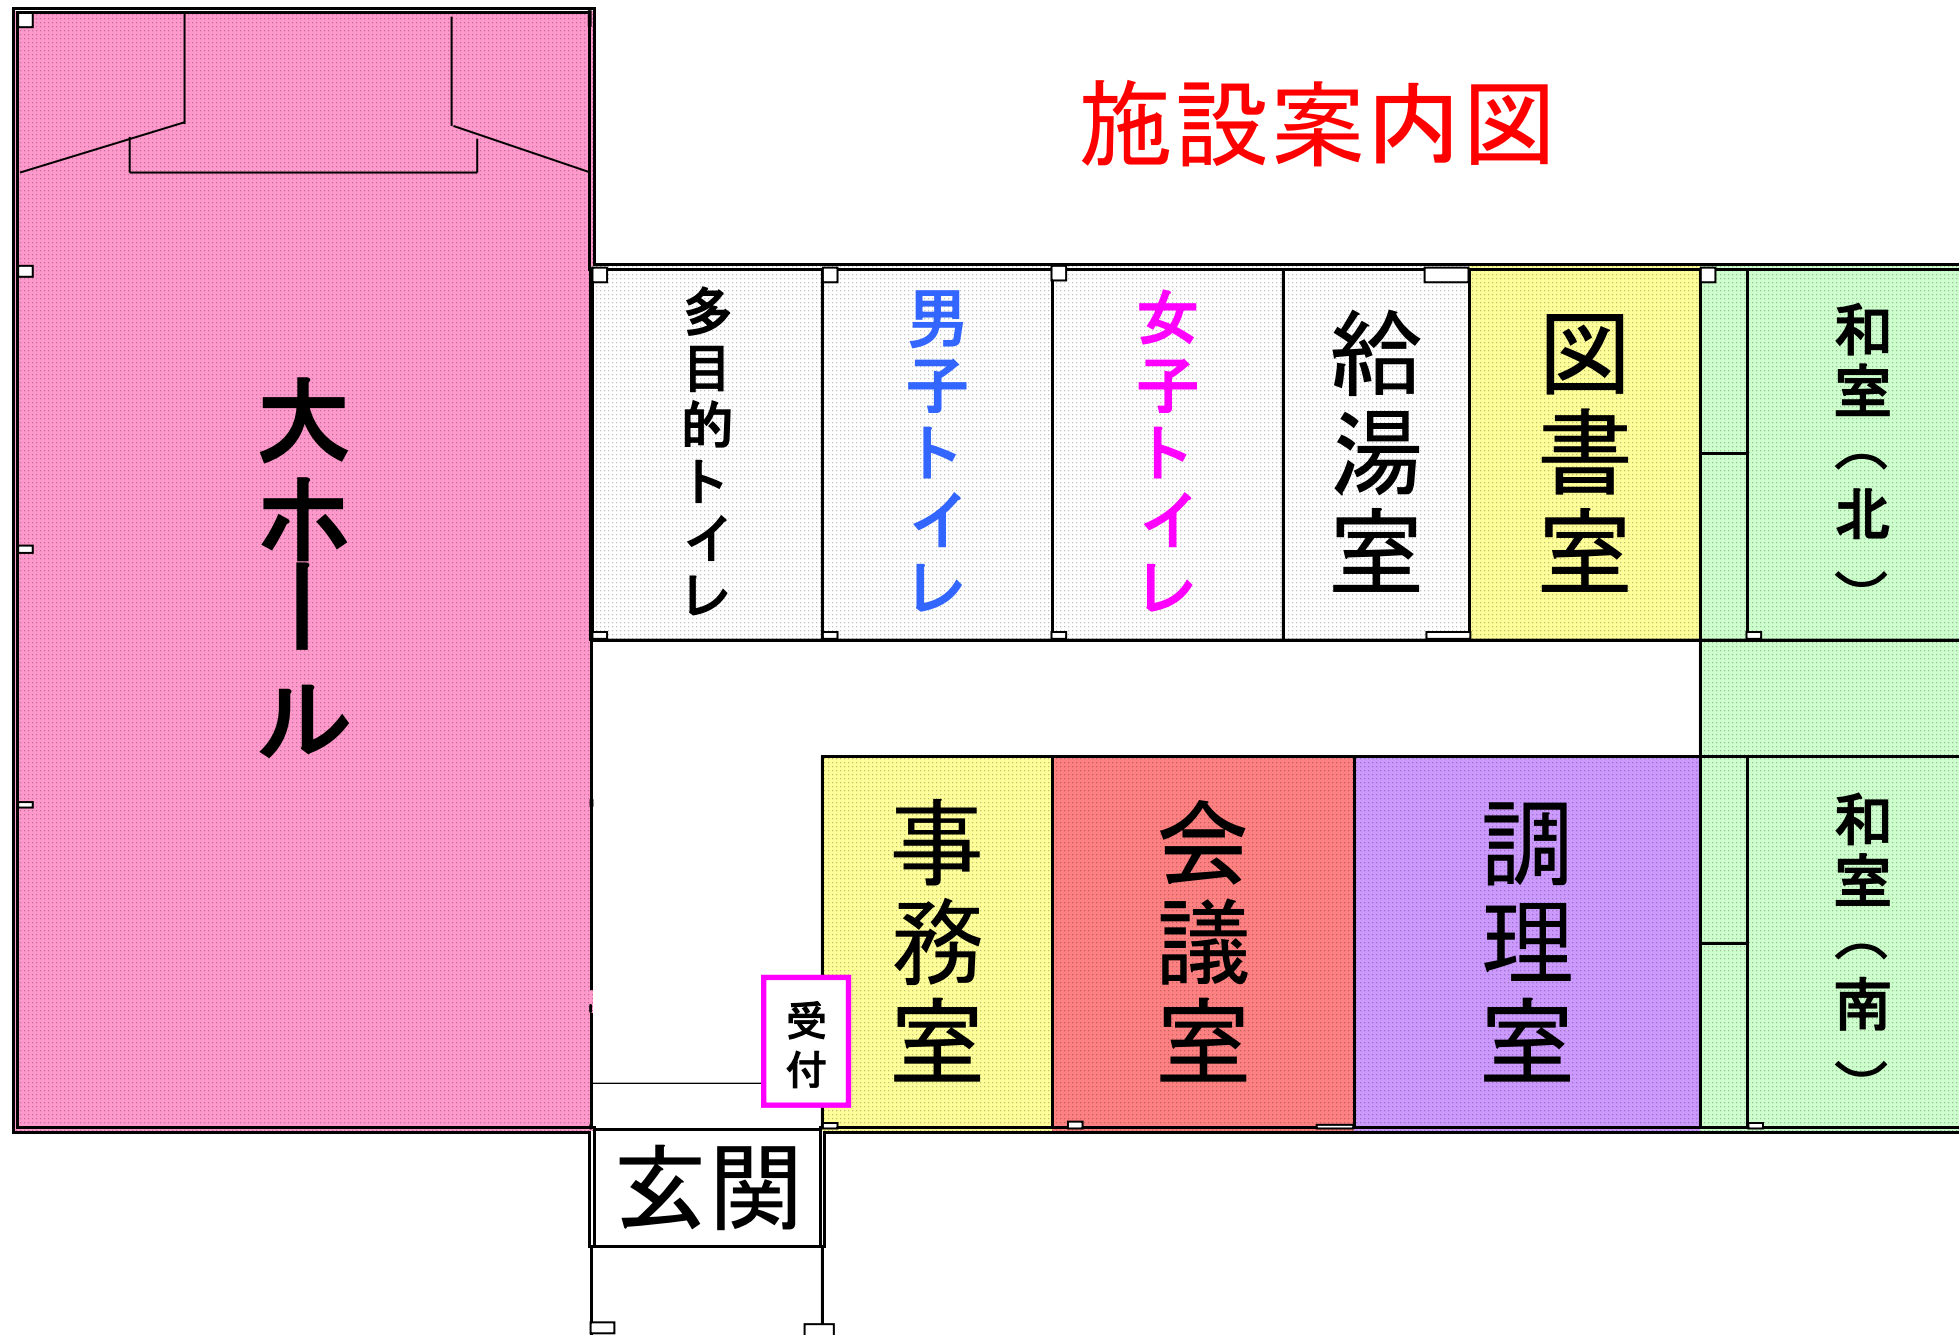 施設案内図
大ホール
多目的トイレ
男子トイレ
女子トイレ
給湯室
図書室
和室（北）
事務室
会議室
調理室
和室（南）
受付
玄関